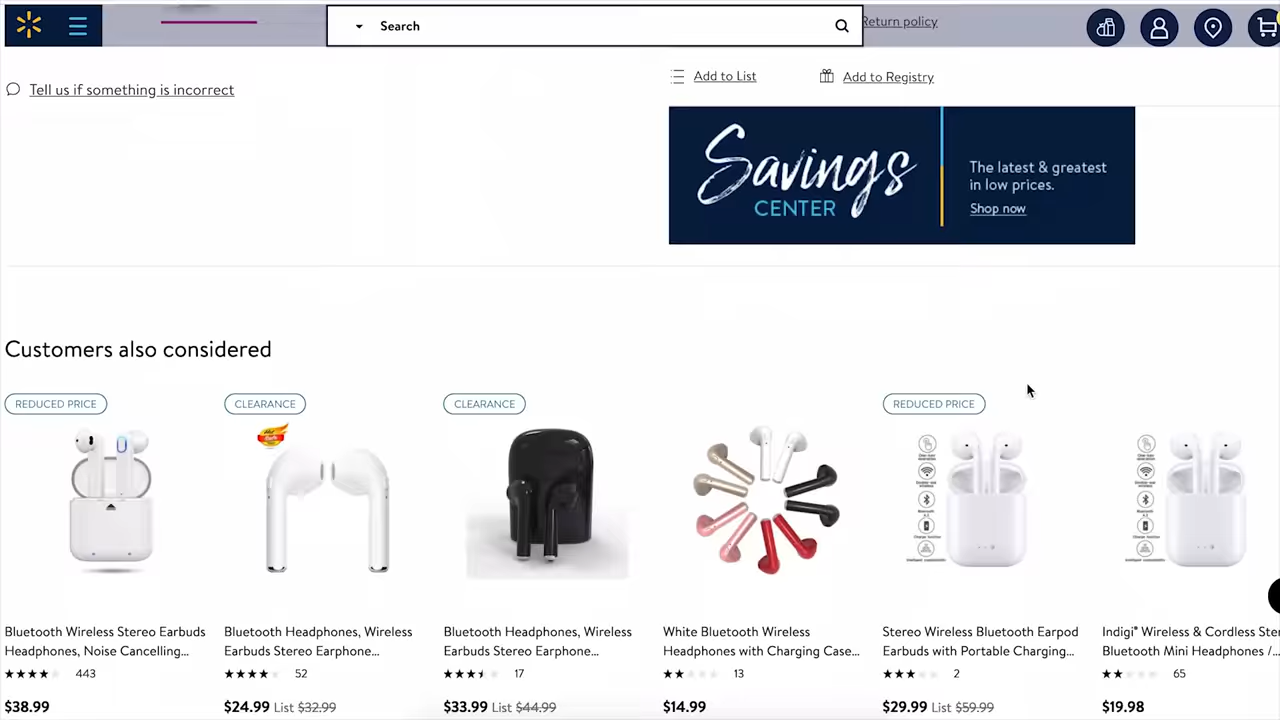 Search
Return policy
Tell us if something is incorrect
Add to List
Add to Registry
Savings
CENTER
The latest & greatest
in low prices.
Shop now
Customers also considered
REDUCED PRICE
Bluetooth Wireless Stereo Earbuds
Headphones, Noise Cancelling...
443
$38.99
CLEARANCE
Bluetooth Headphones, Wireless
Earbuds Stereo Earphone...
52
$24.99 List $32.99
CLEARANCE
Bluetooth Headphones, Wireless
Earbuds Stereo Earphone...
17
$33.99 List $44.99
White Bluetooth Wireless
Headphones with Charging Case...
13
$14.99
REDUCED PRICE
Stereo Wireless Bluetooth Earpod
Earbuds with Portable Charging...
2
$29.99 List $59.99
Indigi® Wireless & Cordless Ste
Bluetooth Mini Headphones /...
65
$19.98